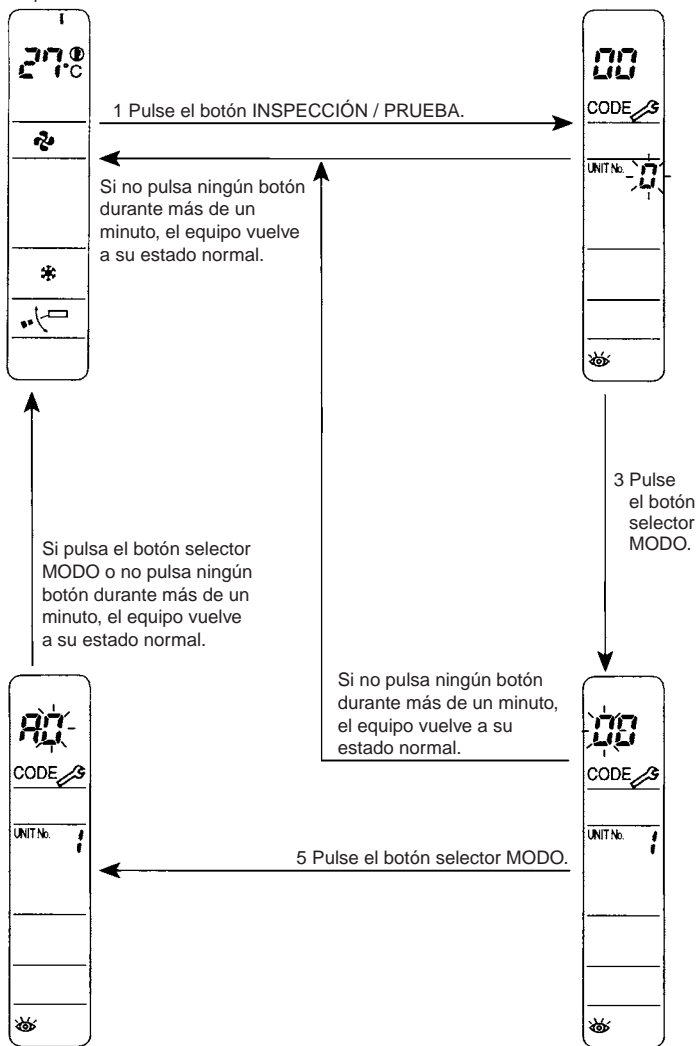 27 °C
00
CODE
1 Pulse el botón INSPECCIÓN / PRUEBA.
UNIT No. 0
Si no pulsa ningún botón
durante más de un
minuto, el equipo vuelve
a su estado normal.
3 Pulse
el botón
selector
MODO.
Si pulsa el botón selector
MODO o no pulsa ningún
botón durante más de un
minuto, el equipo vuelve
a su estado normal.
Si no pulsa ningún botón
durante más de un minuto,
el equipo vuelve a su
estado normal.
A0
CODE
00
CODE
UNIT No. 1
UNIT No. 1
5 Pulse el botón selector MODO.